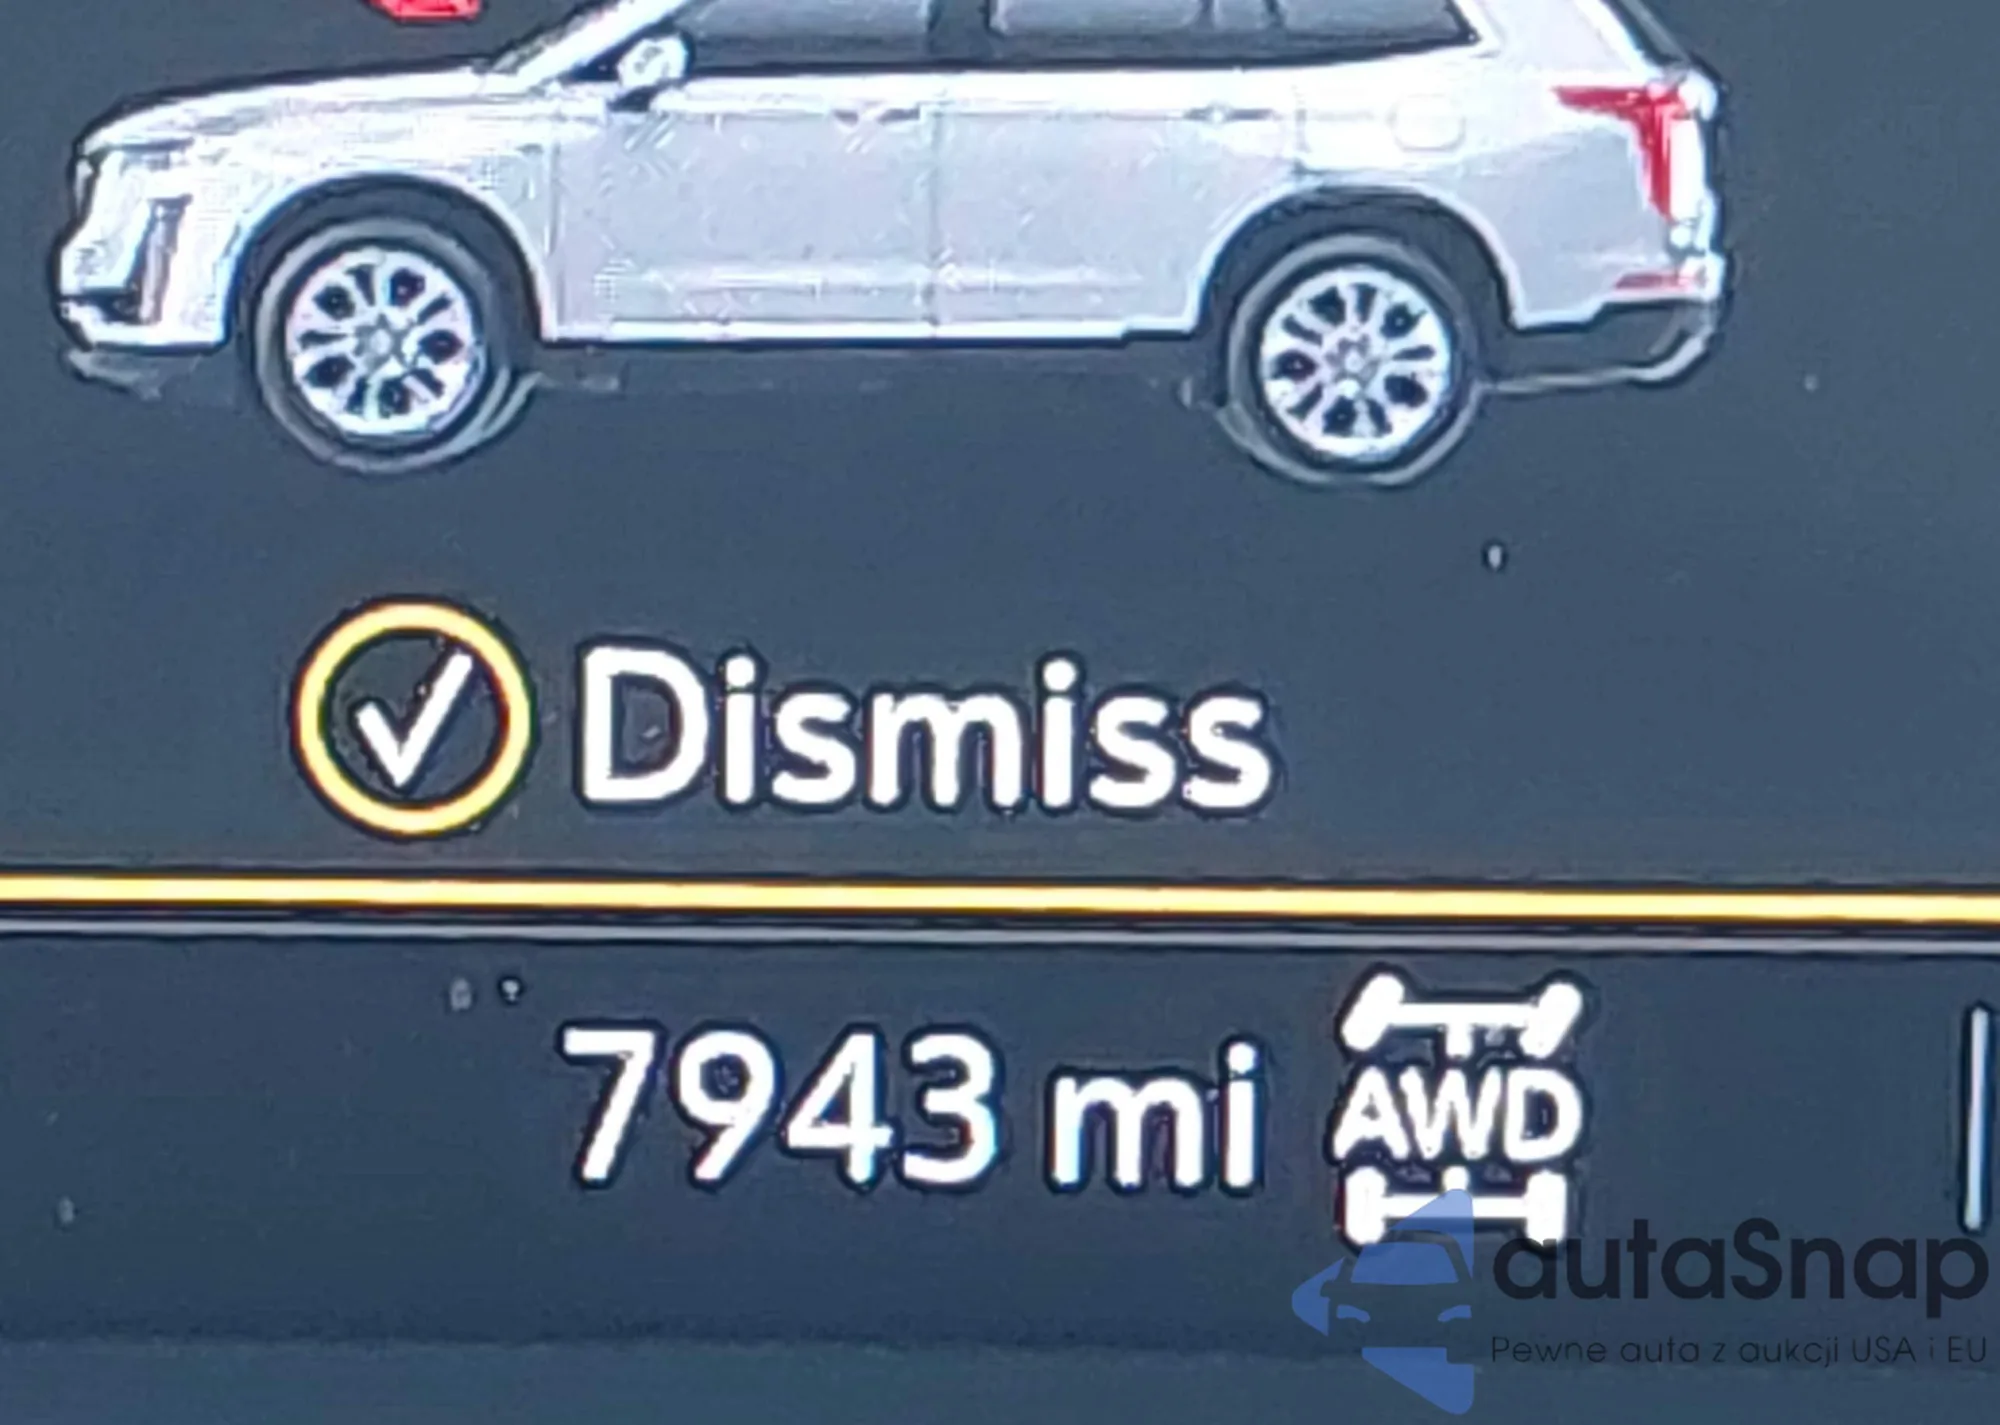 Dismiss
7943 mi AWD
autaSnap
Pewne auta z aukcji USA i EU